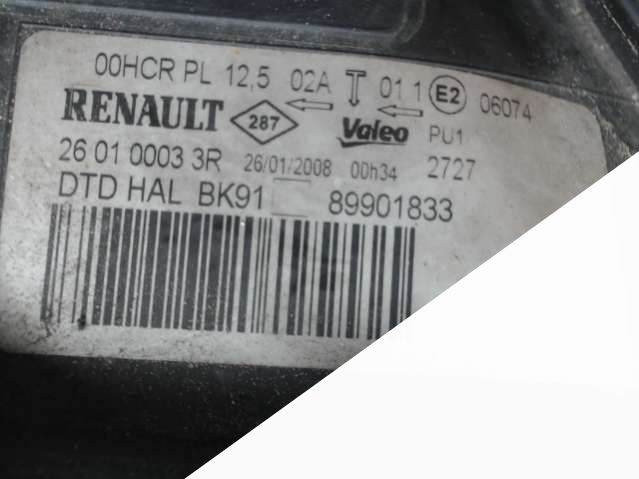 00HCR PL 12,5 02A 01 1 E2 06074
RENAULT 287 Valeo PU1
26 01 0003 3R 26/01/2008 00h34 2727
DTD HAL BK91 89901833